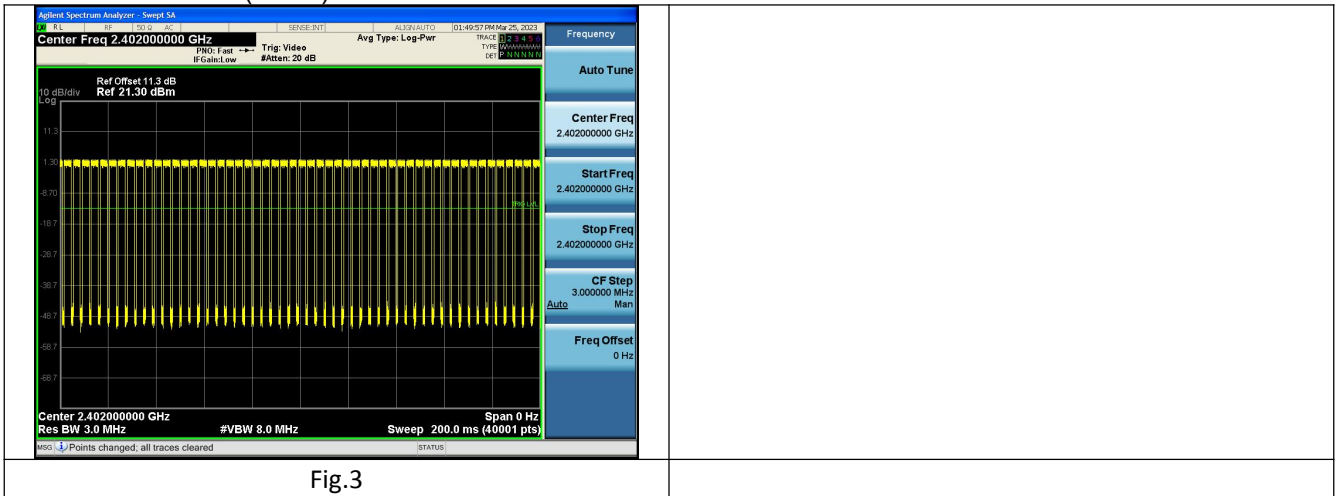 Agilent Spectrum Analyzer - Swept SA
RL RF 50 Ω AC SENSE:INT ALIGN AUTO 01:49:57 PM Mar 25, 2023
Center Freq 2.402000000 GHz Avg Type: Log-Pwr TRACE 1 2 3 4 5 6 Frequency
PNO: Fast Trig: Video TYPE
IFGain:Low #Atten: 20 dB DET P N N N N N
Auto Tune
Ref Offset 11.3 dB
10 dB/div Ref 21.30 dBm
Log
Center Freq
2.402000000 GHz
11.3
1.30
Start Freq
2.402000000 GHz
-8.70
TRIG LVL
-18.7
Stop Freq
2.402000000 GHz
-28.7
-38.7
CF Step
3.000000 MHz
Auto Man
-48.7
Freq Offset
0 Hz
-58.7
-68.7
Center 2.402000000 GHz Span 0 Hz
Res BW 3.0 MHz #VBW 8.0 MHz Sweep 200.0 ms (40001 pts)
MSG Points changed; all traces cleared STATUS
Fig.3